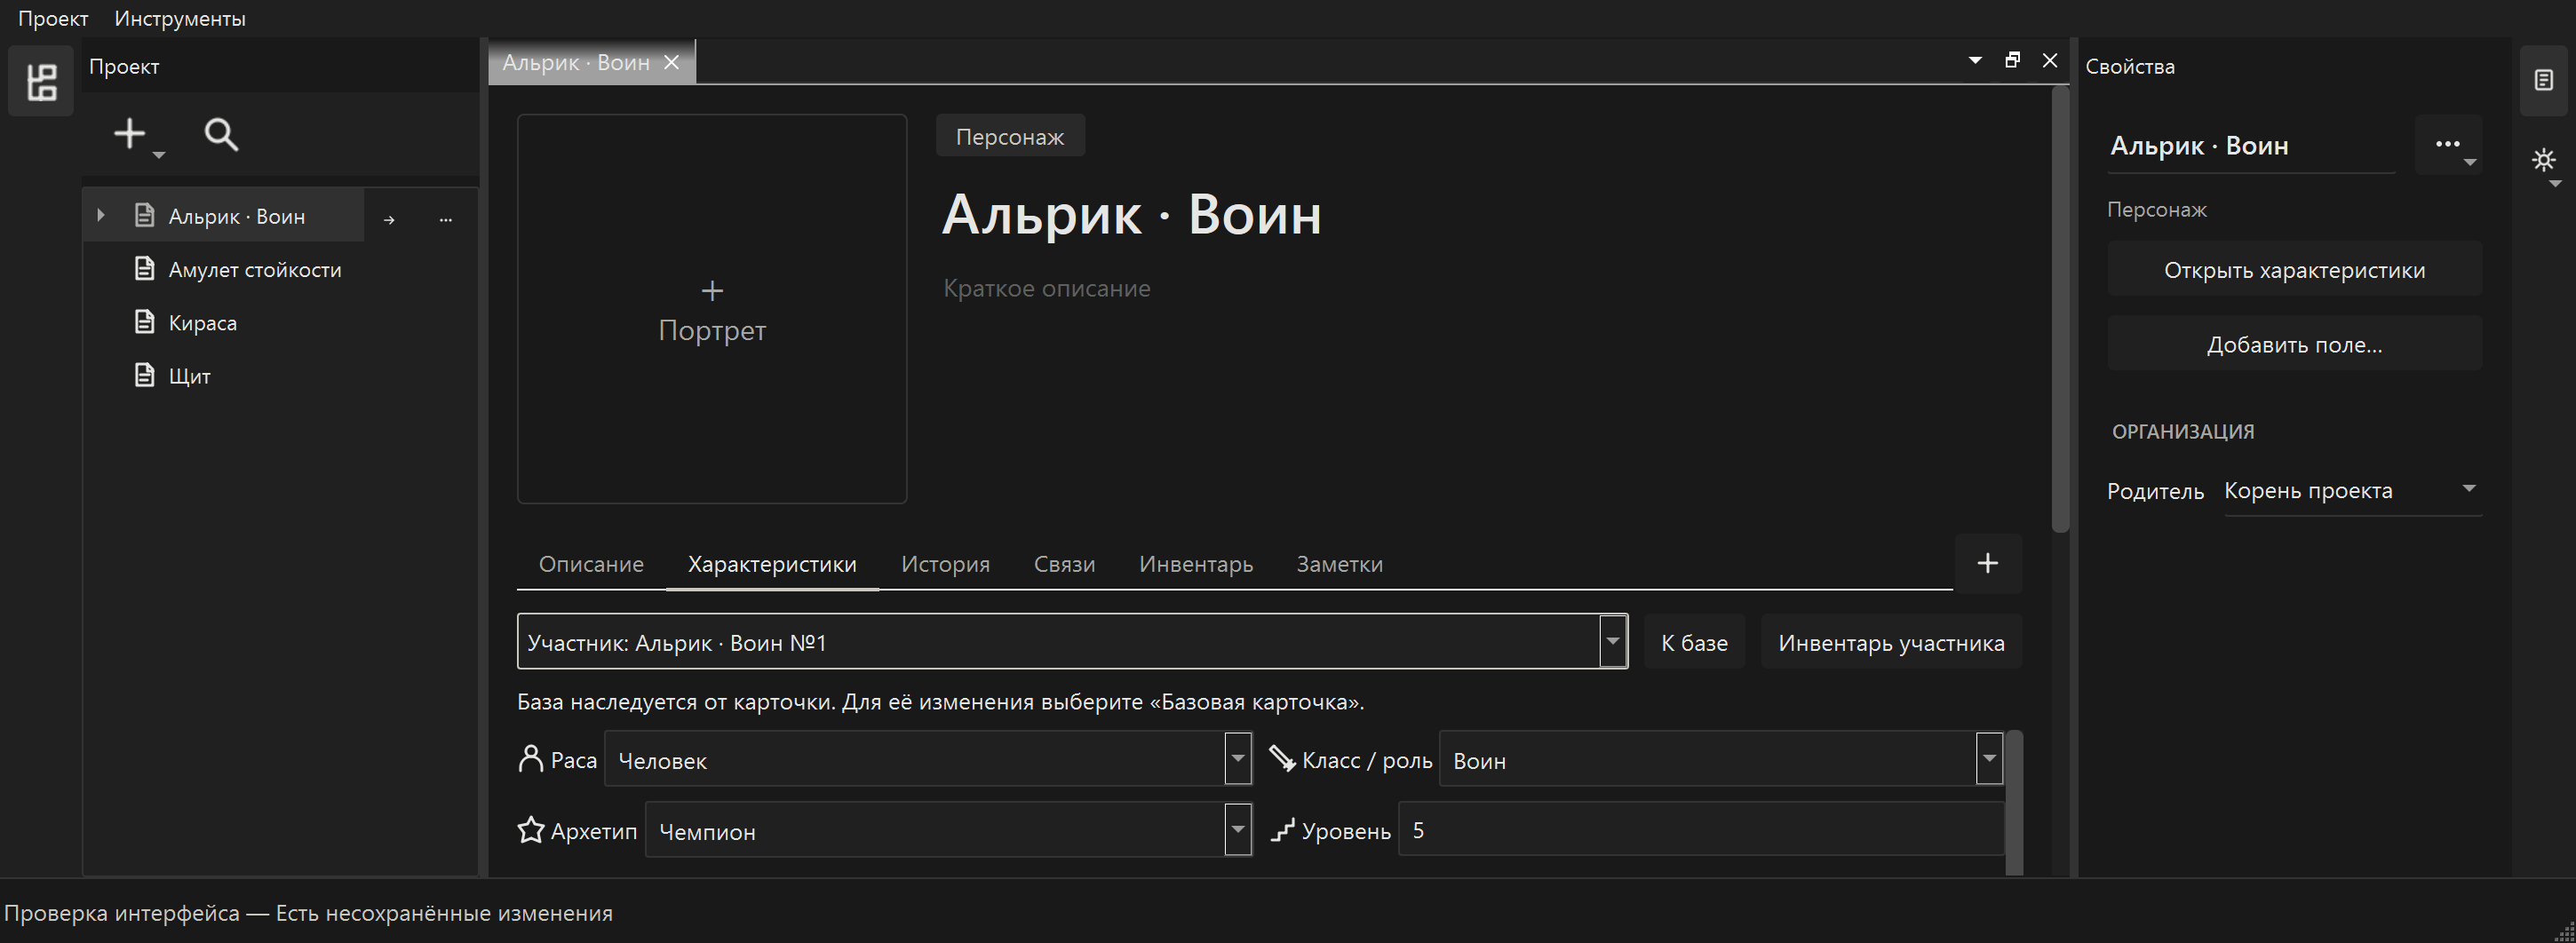 Проект Инструменты
Проект
Альрик · Воин
Амулет стойкости
Кираса
Щит
Альрик · Воин
Персонаж
Альрик · Воин
Краткое описание
+
Портрет
Описание Характеристики История Связи Инвентарь Заметки
Участник: Альрик · Воин №1 К базе Инвентарь участника
База наследуется от карточки. Для её изменения выберите «Базовая карточка».
Раса Человек Класс / роль Воин
Архетип Чемпион Уровень 5
Свойства
Альрик · Воин
Персонаж
Открыть характеристики
Добавить поле...
ОРГАНИЗАЦИЯ
Родитель Корень проекта
Проверка интерфейса — Есть несохранённые изменения